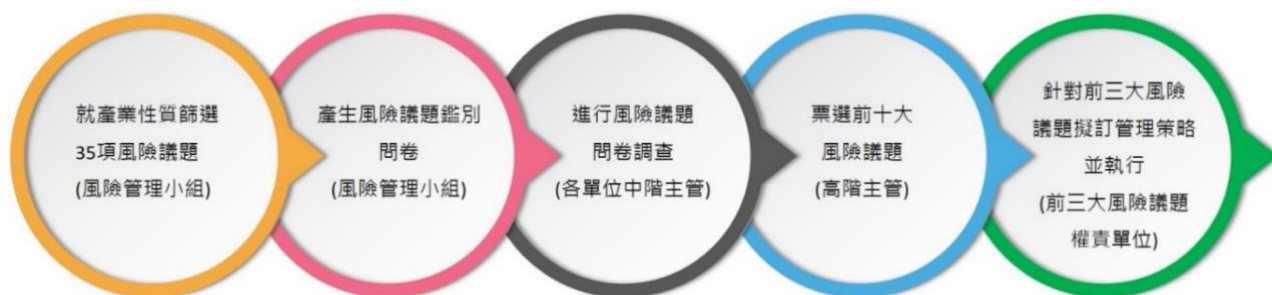 就產業性質篩選
35項風險議題
(風險管理小組)
產生風險議題鑑別
問卷
(風險管理小組)
進行風險議題
問卷調查
(各單位中階主管)
票選前十大
風險議題
(高階主管)
針對前三大風險
議題擬訂管理策略
並執行
(前三大風險議題
權責單位)